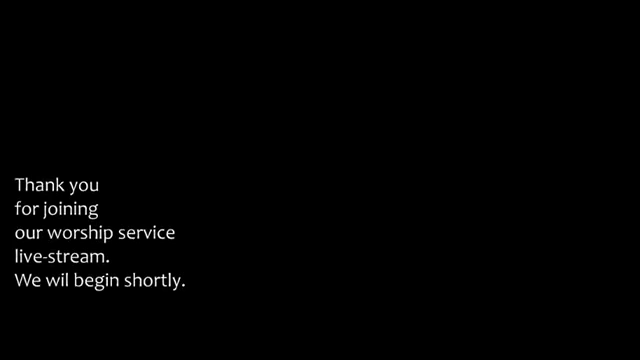 Thank you
for joining
our worship service
live-stream.
We wil begin shortly.